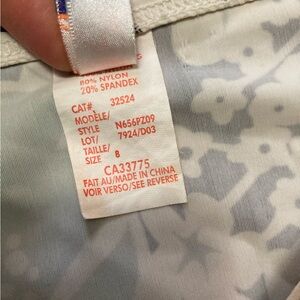 80% NYLON
20% SPANDEX
CAT# 32524
MODELE/
STYLE N656PZ09
LOT/ 7924/D03
TAILLE/
SIZE 8
CA33775
FAIT AU/MADE IN CHINA
VOIR VERSO/SEE REVERSE